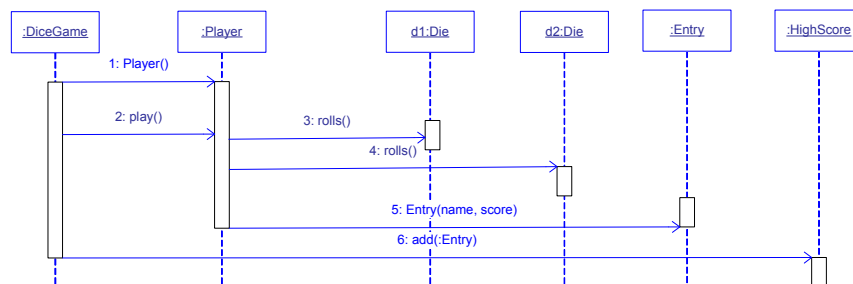 :DiceGame
:Player
d1:Die
d2:Die
:Entry
:HighScore
1: Player()
2: play()
3: rolls()
4: rolls()
5: Entry(name, score)
6: add(:Entry)